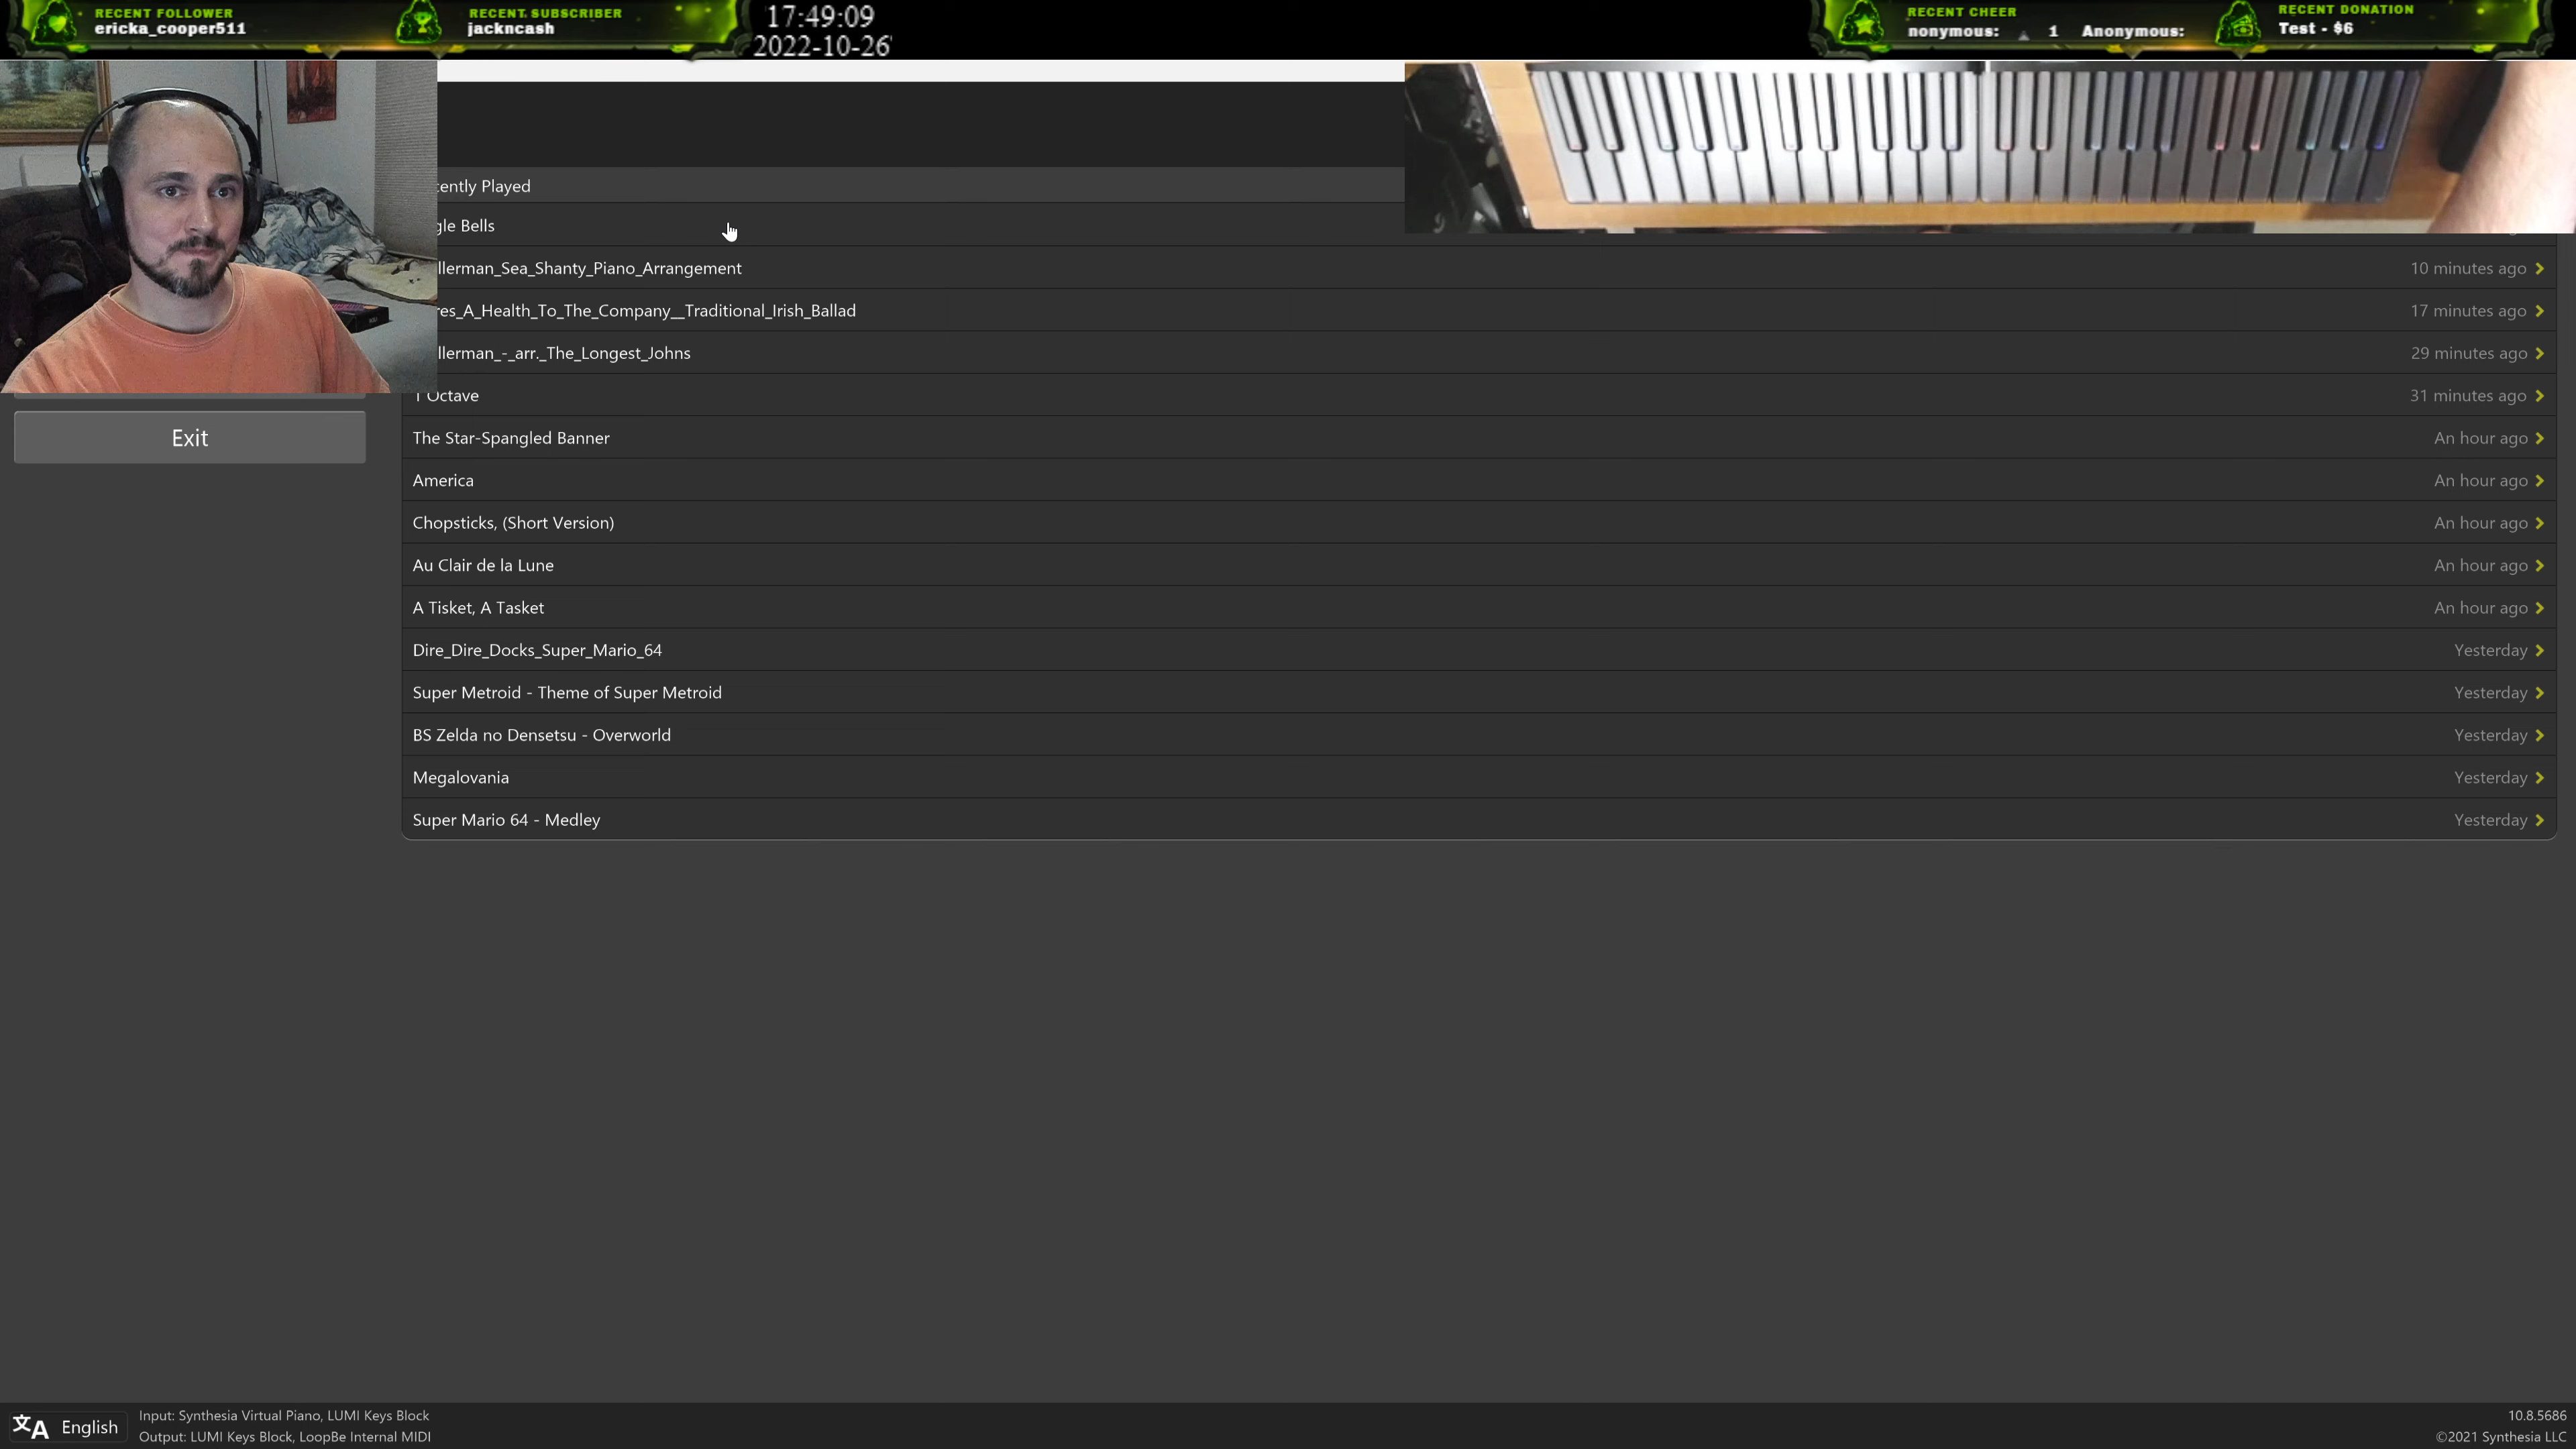 RECENT FOLLOWER
ericka_cooper511
RECENT SUBSCRIBER
jackncash
17:49:09
2022-10-26
RECENT CHEER
nonymous: 1 Anonymous:
RECENT DONATION
Test - $6
ently Played
gle Bells
llerman_Sea_Shanty_Piano_Arrangement 10 minutes ago
res_A_Health_To_The_Company__Traditional_Irish_Ballad 17 minutes ago
llerman_-_arr._The_Longest_Johns 29 minutes ago
1 Octave 31 minutes ago
Exit
The Star-Spangled Banner An hour ago
America An hour ago
Chopsticks, (Short Version) An hour ago
Au Clair de la Lune An hour ago
A Tisket, A Tasket An hour ago
Dire_Dire_Docks_Super_Mario_64 Yesterday
Super Metroid - Theme of Super Metroid Yesterday
BS Zelda no Densetsu - Overworld Yesterday
Megalovania Yesterday
Super Mario 64 - Medley Yesterday
文A English
Input: Synthesia Virtual Piano, LUMI Keys Block
Output: LUMI Keys Block, LoopBe Internal MIDI
10.8.5686
©2021 Synthesia LLC